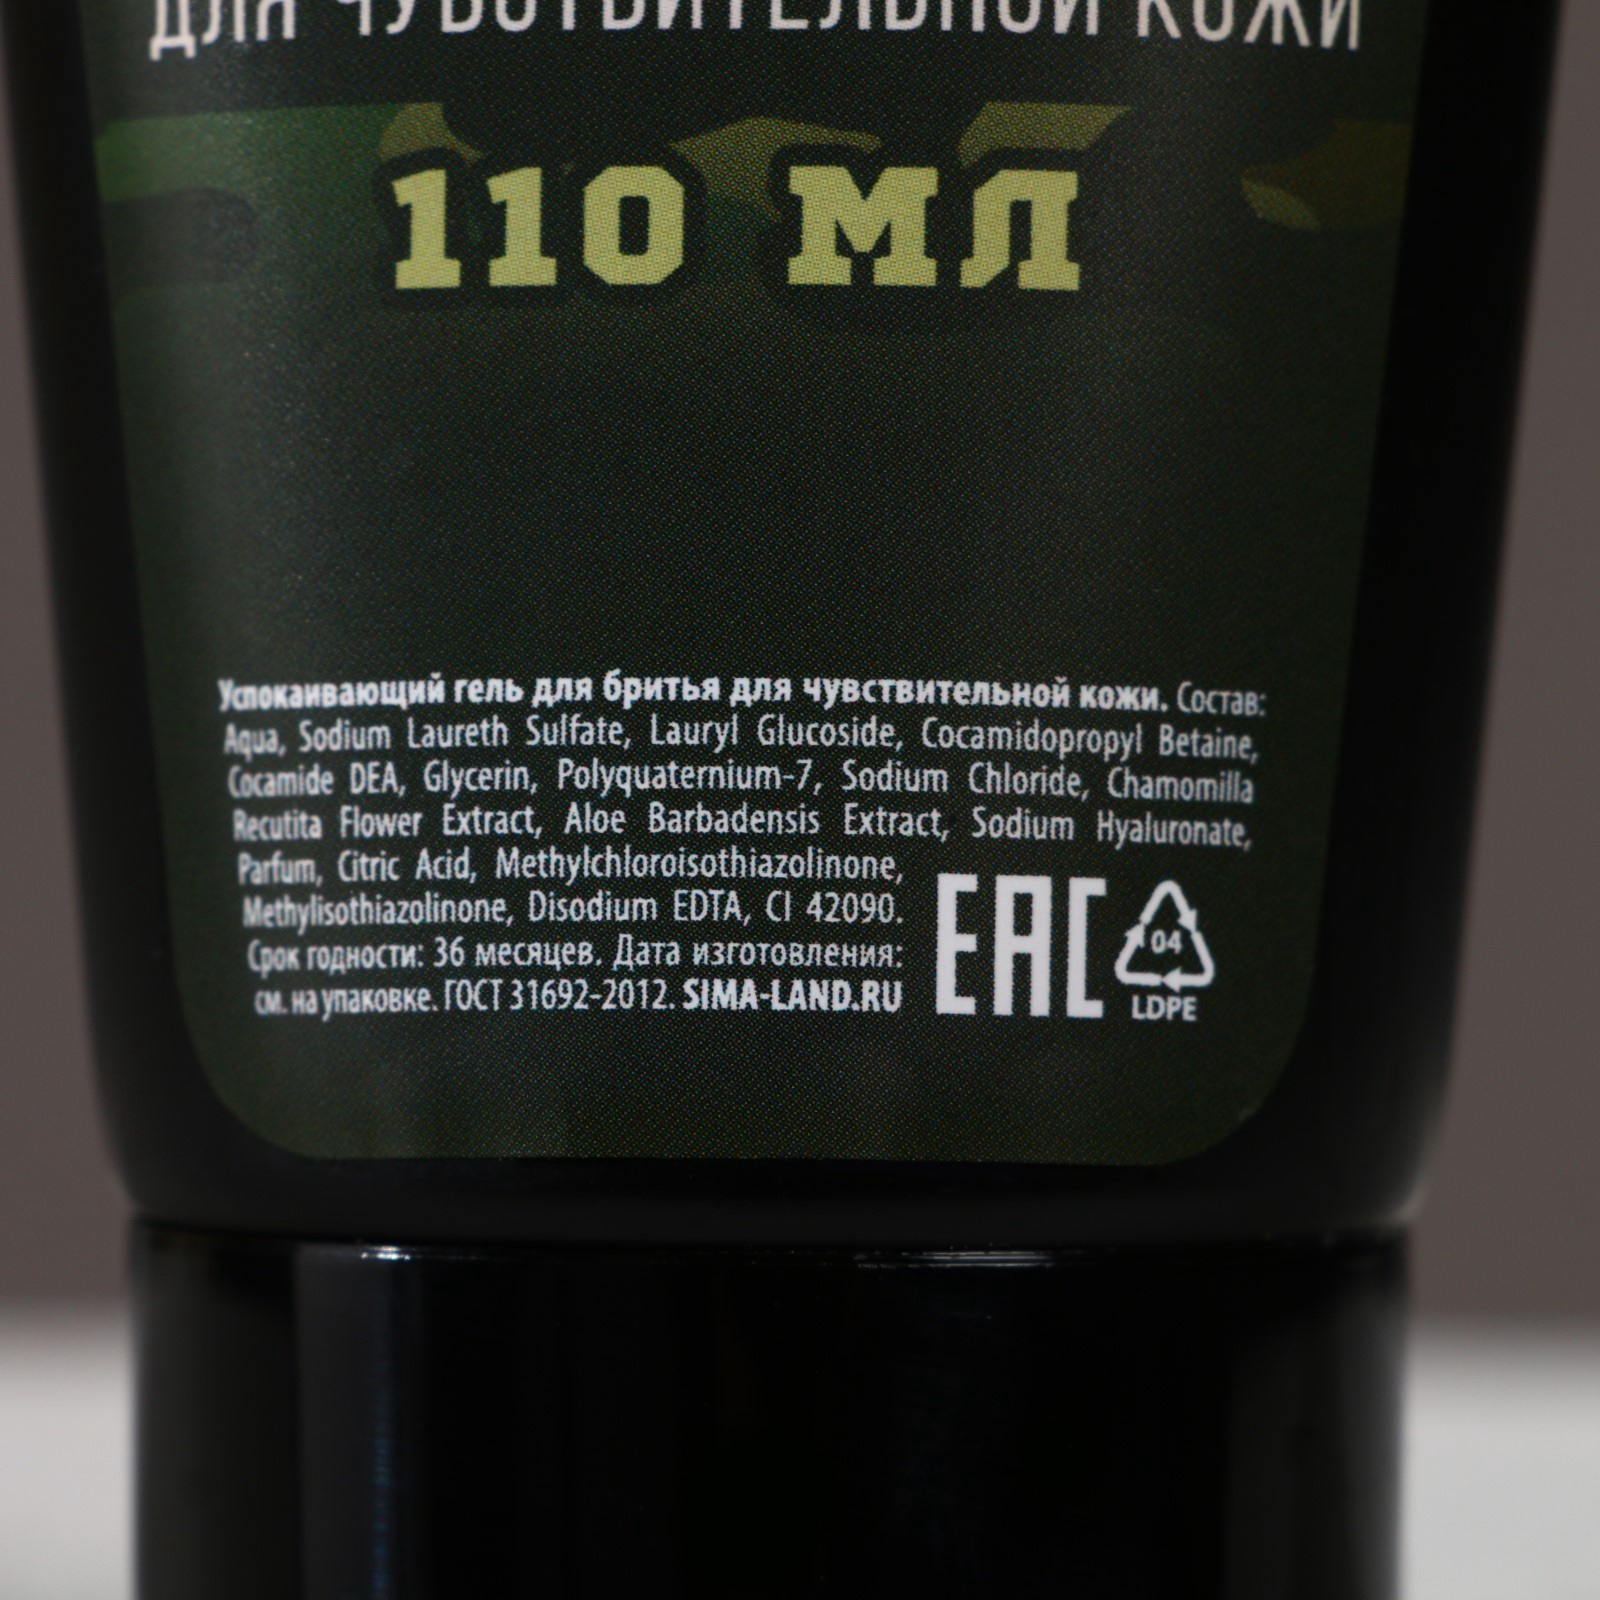 ДЛЯ ЧУВСТВИТЕЛЬНОЙ КОЖИ
110 МЛ
Успокаивающий гель для бритья для чувствительной кожи. Состав:
Aqua, Sodium Laureth Sulfate, Lauryl Glucoside, Cocamidopropyl Betaine,
Cocamide DEA, Glycerin, Polyquaternium-7, Sodium Chloride, Chamomilla
Recutita Flower Extract, Aloe Barbadensis Extract, Sodium Hyaluronate,
Parfum, Citric Acid, Methylchloroisothiazolinone,
Methylisothiazolinone, Disodium EDTA, CI 42090.
Срок годности: 36 месяцев. Дата изготовления:
см. на упаковке. ГОСТ 31692-2012. SIMA-LAND.RU
EAC
04
LDPE